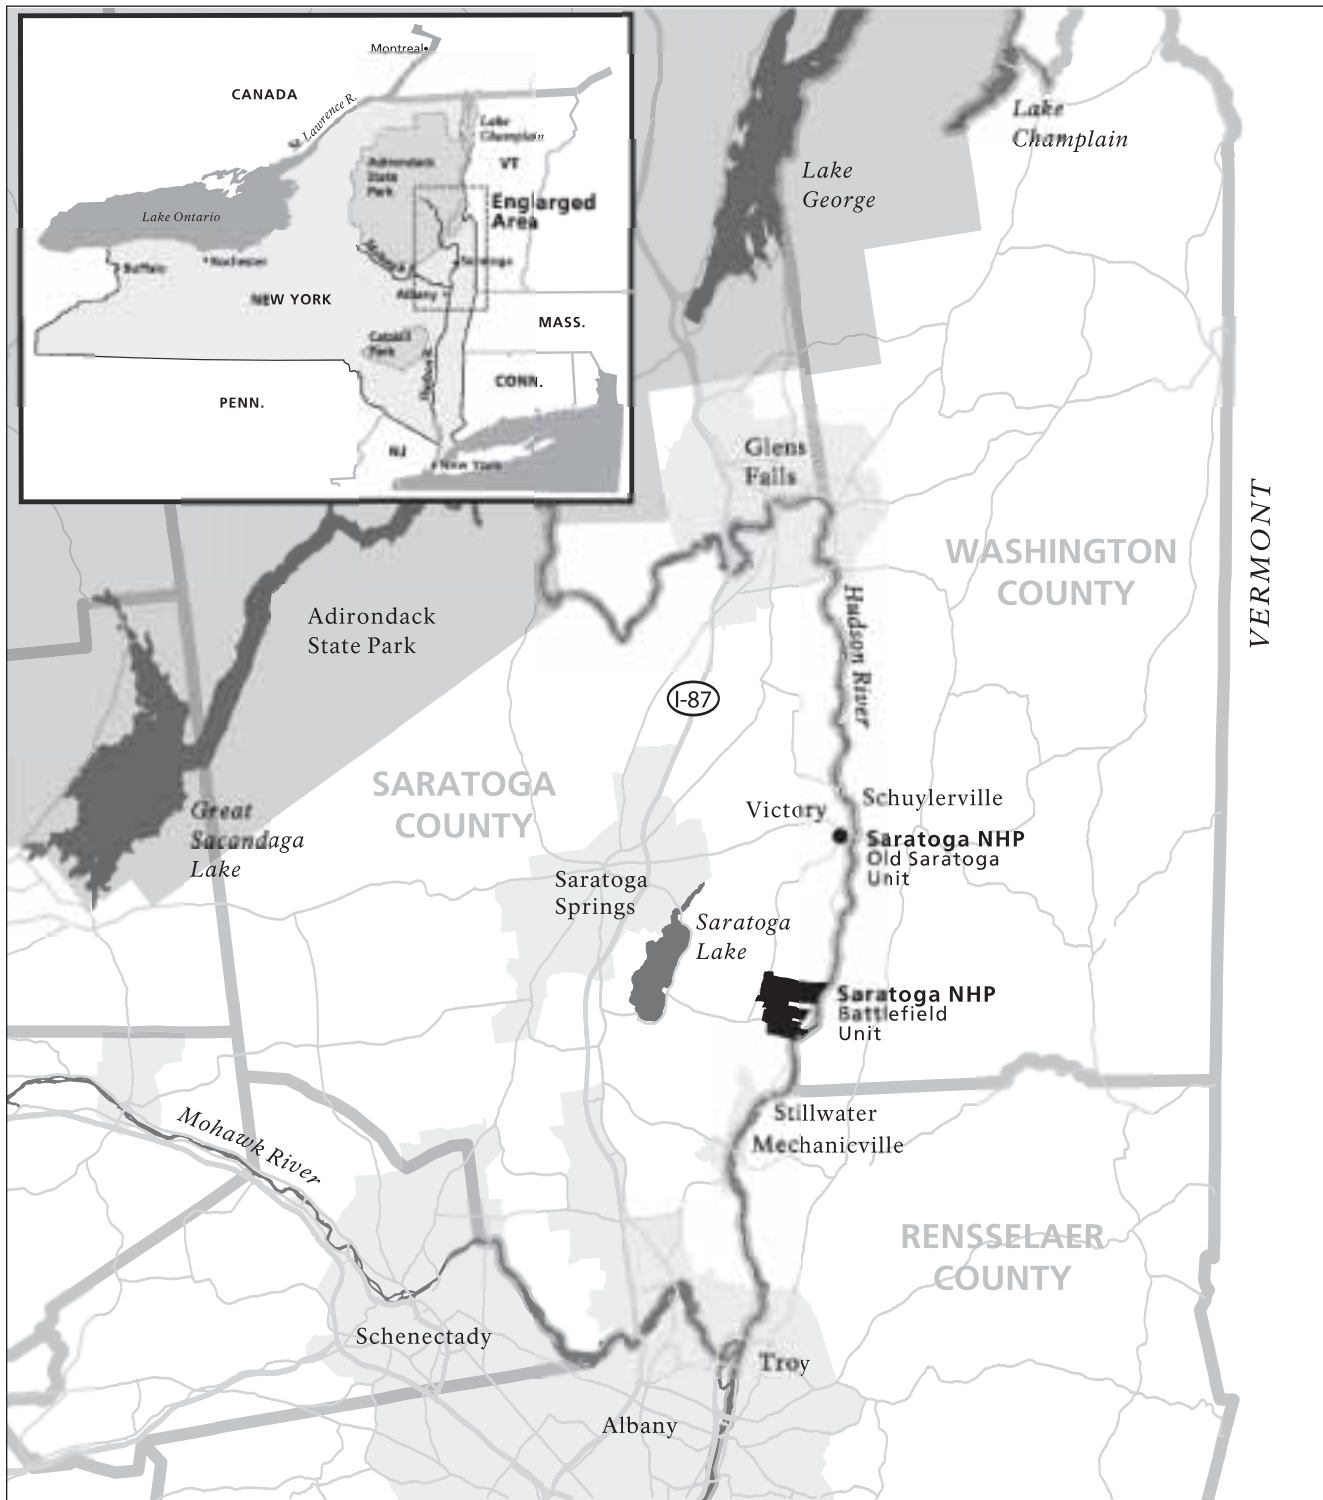 Montreal
CANADA
St. Lawrence R.
Lake
Champlain
Adirondack
State
Park
VT
Lake Ontario
Enlarged
Area
Buffalo
Rochester
Mohawk R.
Saratoga
Albany
NEW YORK
MASS.
Catskill
Park
Hudson R.
CONN.
PENN.
NJ
New York
Lake
Champlain
Lake
George
Glens
Falls
WASHINGTON
COUNTY
VERMONT
Hudson River
Adirondack
State Park
I-87
SARATOGA
COUNTY
Great
Sacandaga
Lake
Victory
Schuylerville
Saratoga NHP
Old Saratoga
Unit
Saratoga
Springs
Saratoga
Lake
Saratoga NHP
Battlefield
Unit
Mohawk River
Stillwater
Mechanicville
RENSSELAER
COUNTY
Schenectady
Troy
Albany